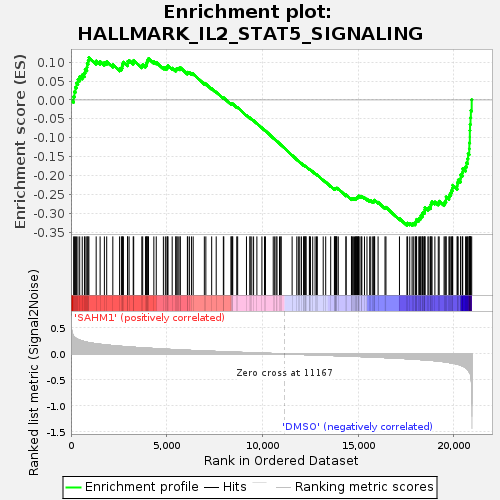 Enrichment plot:
HALLMARK_IL2_STAT5_SIGNALING
Enrichment score (ES)
0.10
0.05
0.00
-0.05
-0.10
-0.15
-0.20
-0.25
-0.30
-0.35
'SAHM1' (positively correlated)
Ranked list metric (Signal2Noise)
0.5
0.0
-0.5
-1.0
-1.5
Zero cross at 11167
'DMSO' (negatively correlated)
0
5,000
10,000
15,000
20,000
Rank in Ordered Dataset
Enrichment profile
Hits
Ranking metric scores